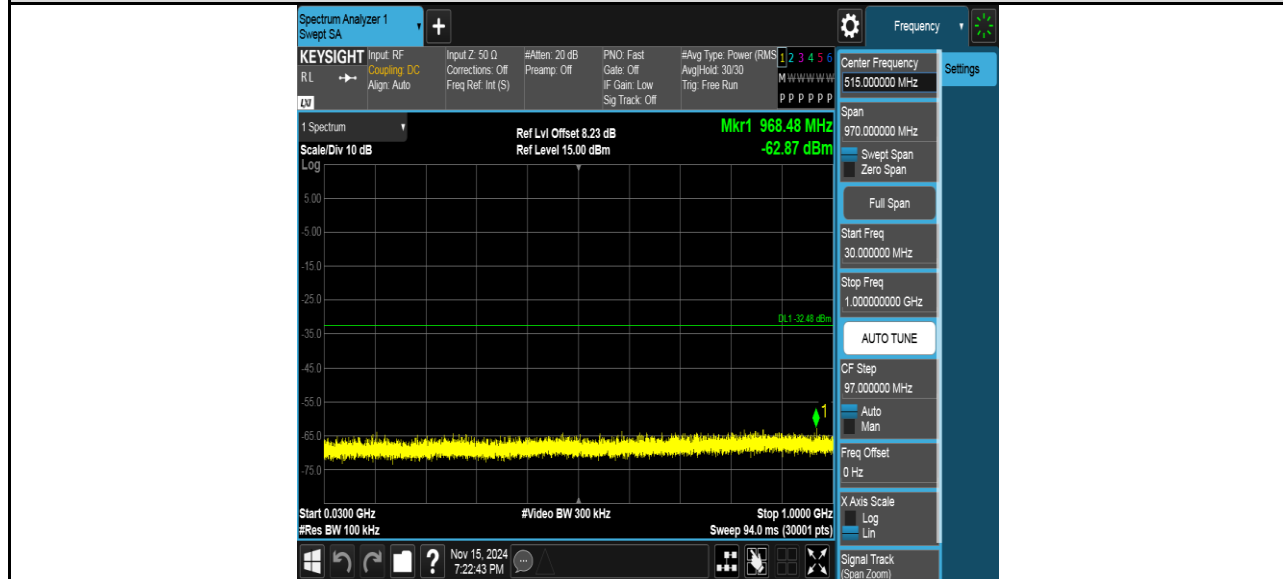 Spectrum Analyzer 1
Swept SA
+
Frequency
KEYSIGHT
RL
LXI
Input: RF
Coupling: DC
Align: Auto
Input Z: 50 Ω
Corrections: Off
Freq Ref: Int (S)
#Atten: 20 dB
Preamp: Off
PNO: Fast
Gate: Off
IF Gain: Low
Sig Track: Off
#Avg Type: Power (RMS
Avg|Hold: 30/30
Trig: Free Run
1 2 3 4 5 6
M W W W W W
P P P P P P
1 Spectrum
Scale/Div 10 dB
Ref Lvl Offset 8.23 dB
Ref Level 15.00 dBm
Mkr1 968.48 MHz
-62.87 dBm
Log
5.00
-5.00
-15.0
-25.0
DL1 -32.48 dBm
-35.0
-45.0
-55.0
1
-65.0
-75.0
Start 0.0300 GHz
#Video BW 300 kHz
Stop 1.0000 GHz
#Res BW 100 kHz
Sweep 94.0 ms (30001 pts)
?
Nov 15, 2024
7:22:43 PM
Center Frequency
515.000000 MHz
Settings
Span
970.000000 MHz
Swept Span
Zero Span
Full Span
Start Freq
30.000000 MHz
Stop Freq
1.000000000 GHz
AUTO TUNE
CF Step
97.000000 MHz
Auto
Man
Freq Offset
0 Hz
X Axis Scale
Log
Lin
Signal Track
(Span Zoom)